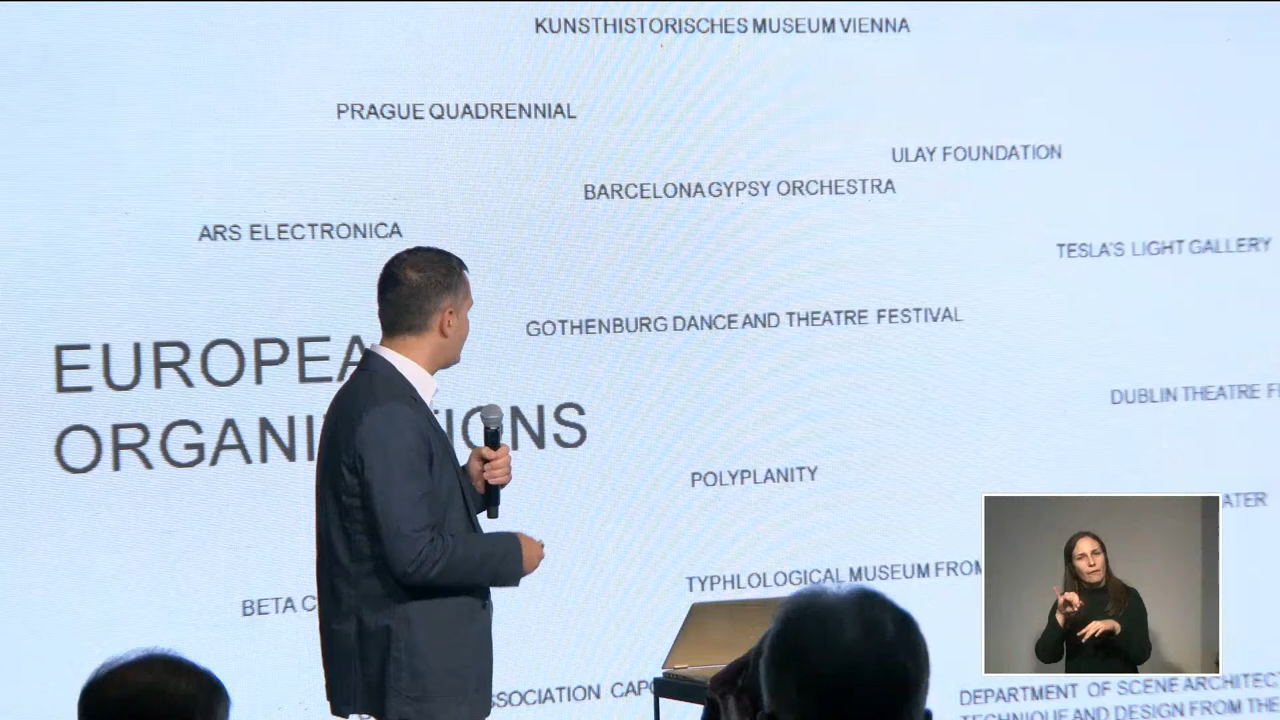 KUNSTHISTORISCHES MUSEUM VIENNA
PRAGUE QUADRENNIAL
ULAY FOUNDATION
BARCELONA GYPSY ORCHESTRA
ARS ELECTRONICA
TESLA'S LIGHT GALLERY
GOTHENBURG DANCE AND THEATRE FESTIVAL
EUROPEA
ORGANI IONS
DUBLIN THEATRE F
POLYPLANITY
ATER
TYPHLOLOGICAL MUSEUM FROM
BETA C
SSOCIATION CAPO
DEPARTMENT OF SCENE ARCHITEC
TECHNIQUE AND DESIGN FROM THE